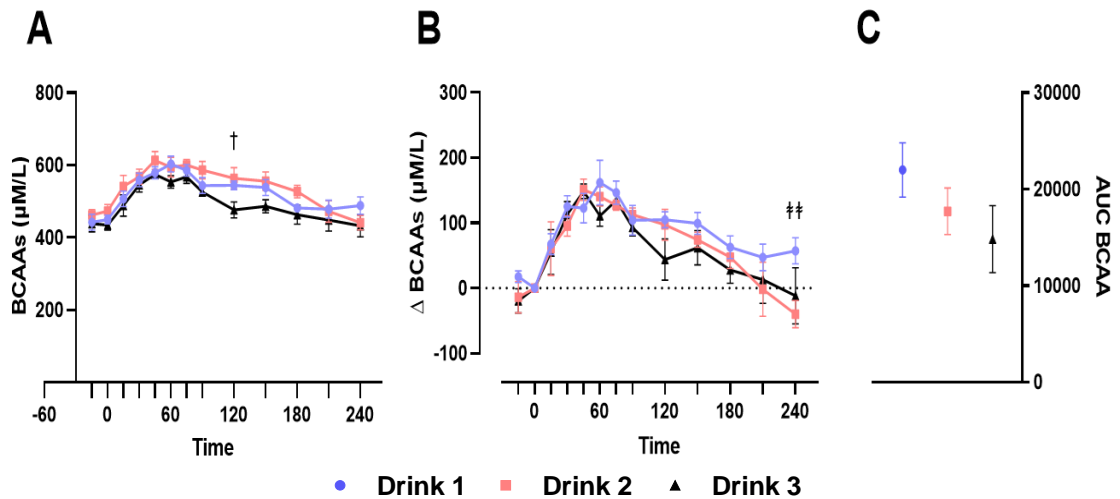 A
B
C
BCAAs (µM/L)
800
600
400
200
†
-60
0
60
120
180
240
Time
Δ BCAAs (µM/L)
300
200
100
0
-100
‡‡
0
60
120
180
240
Time
30000
20000
10000
0
AUC BCAA
Drink 1 Drink 2 Drink 3